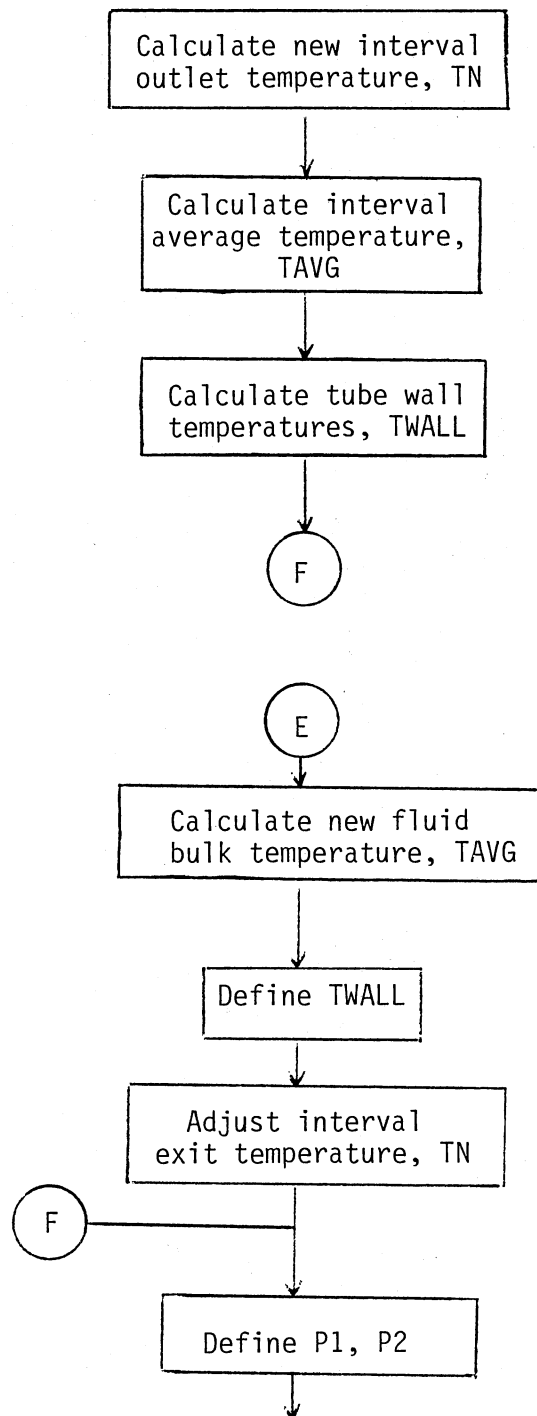 Calculate new interval
outlet temperature, TN
Calculate interval
average temperature,
TAVG
Calculate tube wall
temperatures, TWALL
F
E
Calculate new fluid
bulk temperature, TAVG
Define TWALL
Adjust interval
exit temperature, TN
F
Define P1, P2